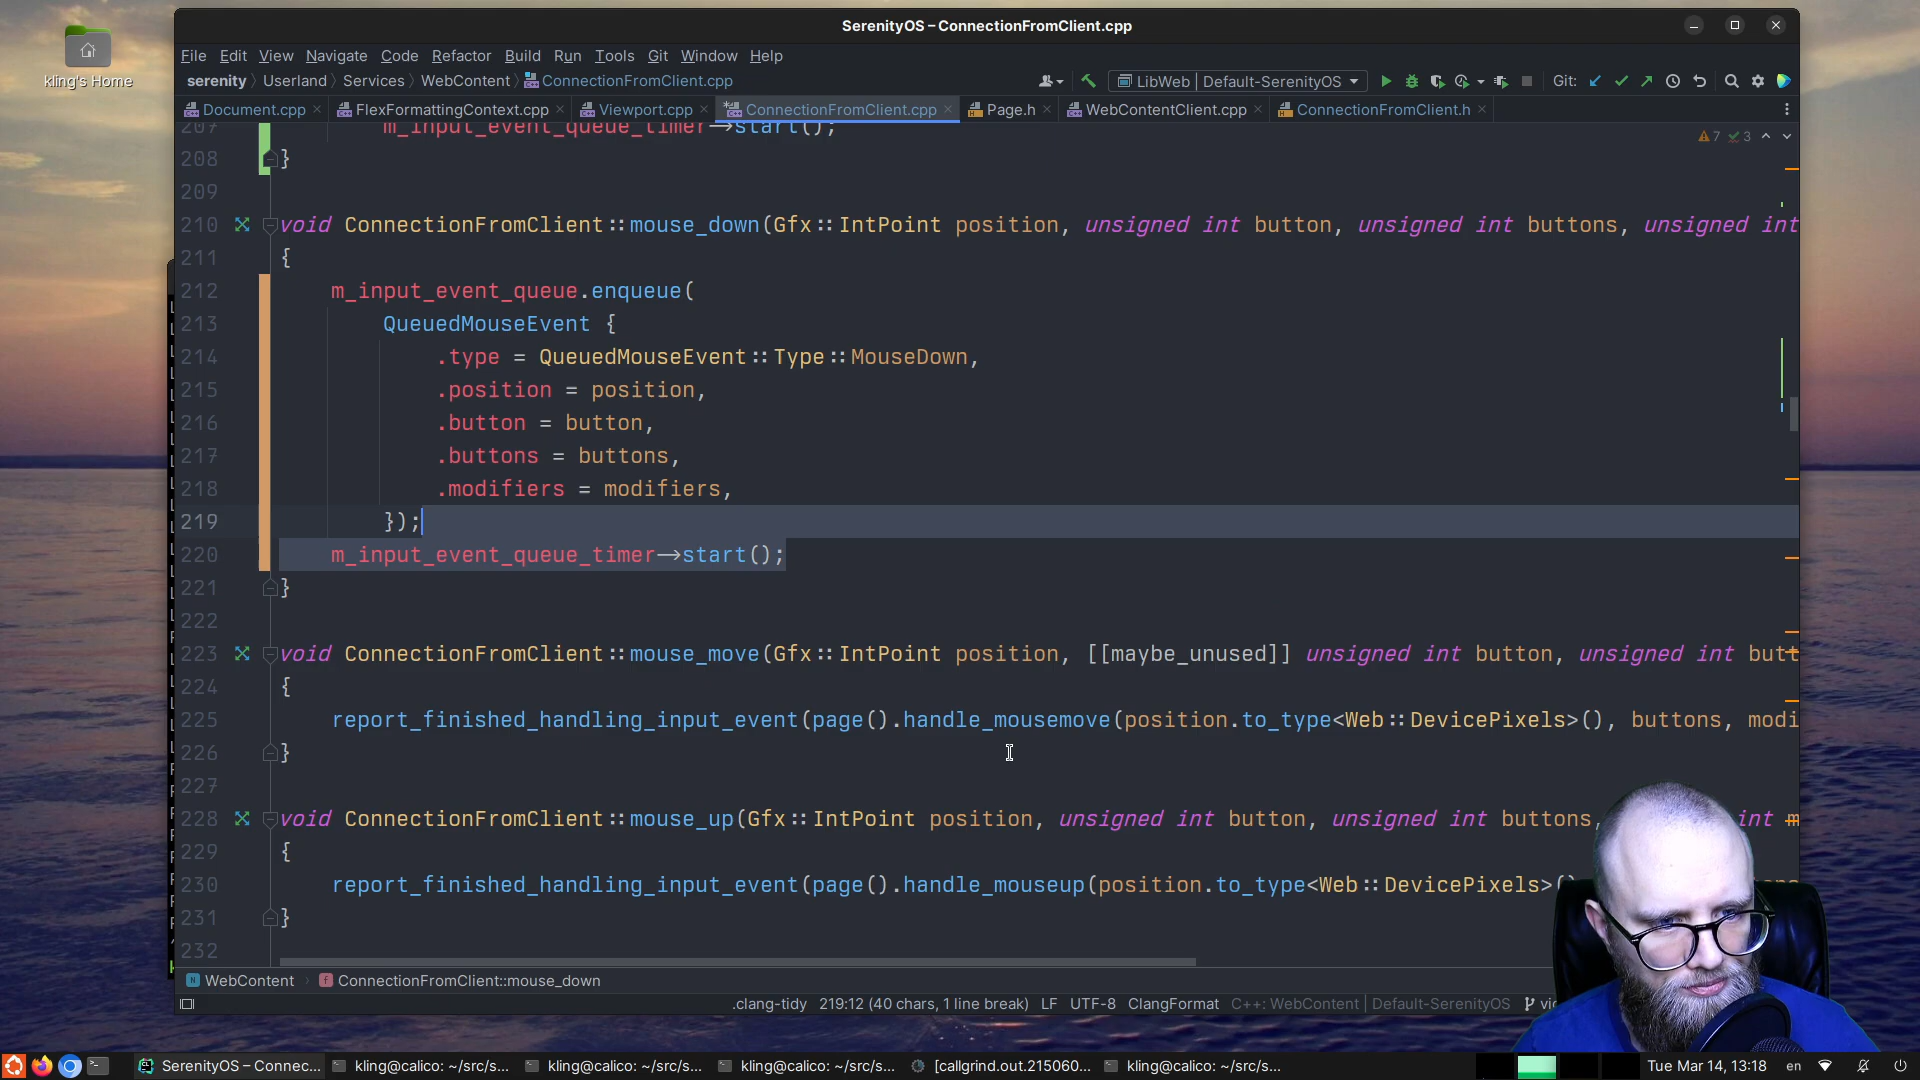 kling's Home
SerenityOS – ConnectionFromClient.cpp
File Edit View Navigate Code Refactor Build Run Tools Git Window Help
serenity Userland Services WebContent ConnectionFromClient.cpp
LibWeb | Default-SerenityOS
Git:
Document.cpp FlexFormattingContext.cpp Viewport.cpp ConnectionFromClient.cpp Page.h WebContentClient.cpp ConnectionFromClient.h
7 3
207 m_input_event_queue_timer→start();
208 }
209
210 void ConnectionFromClient::mouse_down(Gfx::IntPoint position, unsigned int button, unsigned int buttons, unsigned int
211 {
212 m_input_event_queue.enqueue(
213 QueuedMouseEvent {
214 .type = QueuedMouseEvent::Type::MouseDown,
215 .position = position,
216 .button = button,
217 .buttons = buttons,
218 .modifiers = modifiers,
219 });
220 m_input_event_queue_timer→start();
221 }
222
223 void ConnectionFromClient::mouse_move(Gfx::IntPoint position, [[maybe_unused]] unsigned int button, unsigned int butt
224 {
225 report_finished_handling_input_event(page().handle_mousemove(position.to_type<Web::DevicePixels>(), buttons, modi
226 }
227
228 void ConnectionFromClient::mouse_up(Gfx::IntPoint position, unsigned int button, unsigned int buttons, int m
229 {
230 report_finished_handling_input_event(page().handle_mouseup(position.to_type<Web::DevicePixels>
231 }
232
WebContent ConnectionFromClient::mouse_down
.clang-tidy 219:12 (40 chars, 1 line break) LF UTF-8 ClangFormat C++: WebContent | Default-SerenityOS
SerenityOS – Connec... kling@calico: ~/src/s... kling@calico: ~/src/s... kling@calico: ~/src/s... [callgrind.out.215060... kling@calico: ~/src/s...
Tue Mar 14, 13:18 en